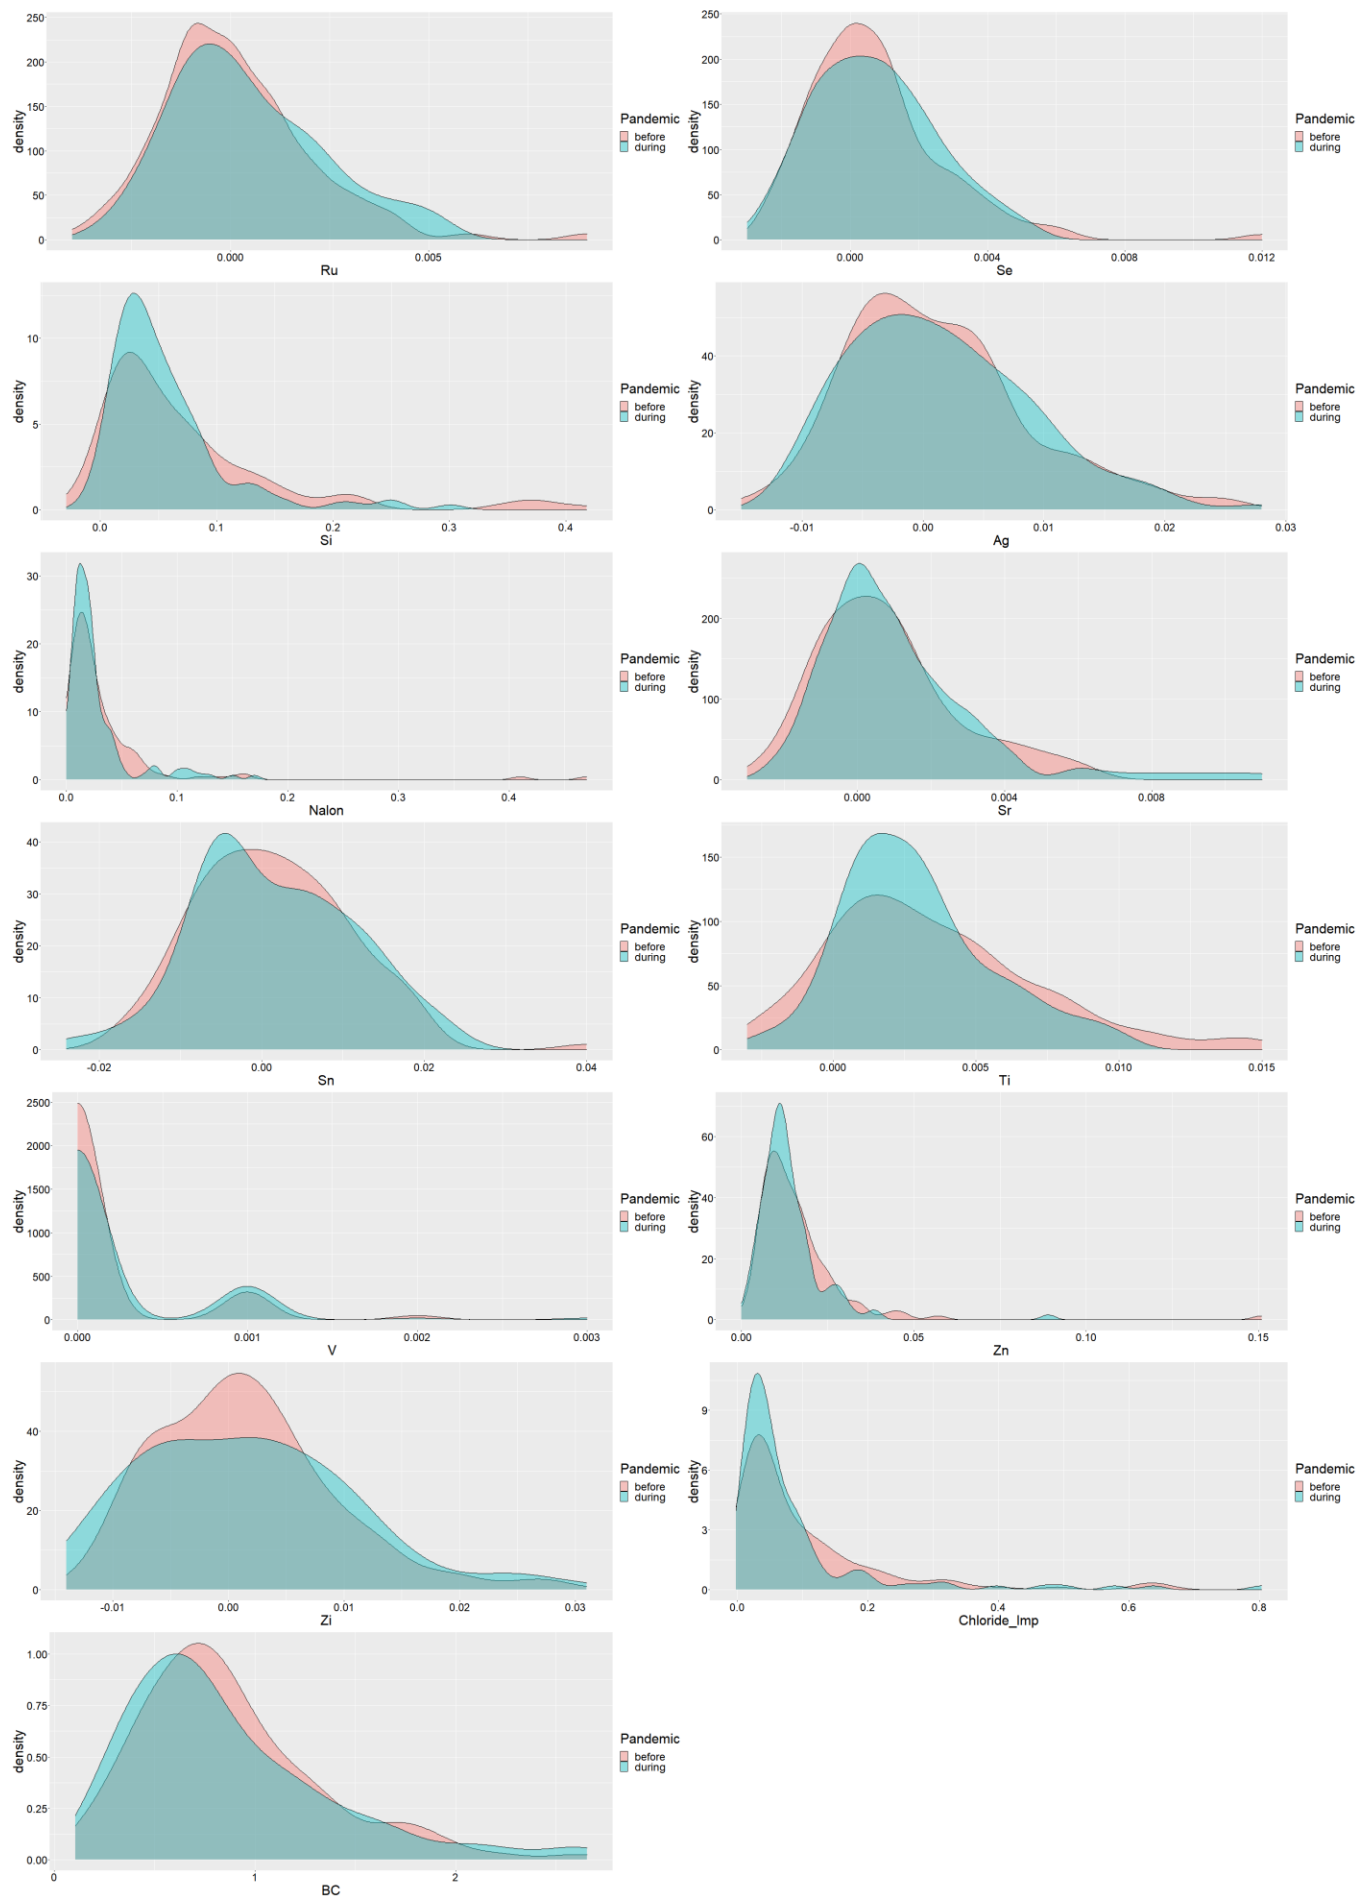 250
200
150
100
50
0
density
0.000 0.005
Ru
Pandemic
before
during
250
200
150
100
50
0
density
0.000 0.004 0.008 0.012
Se
Pandemic
before
during
10
5
0
density
0.0 0.1 0.2 0.3 0.4
Si
Pandemic
before
during
40
20
0
density
-0.01 0.00 0.01 0.02 0.03
Ag
Pandemic
before
during
30
20
10
0
density
0.0 0.1 0.2 0.3 0.4
NaIon
Pandemic
before
during
200
100
0
density
0.000 0.004 0.008
Sr
Pandemic
before
during
40
30
20
10
0
density
-0.02 0.00 0.02 0.04
Sn
Pandemic
before
during
150
100
50
0
density
0.000 0.005 0.010 0.015
Ti
Pandemic
before
during
2500
2000
1500
1000
500
0
density
0.000 0.001 0.002 0.003
V
Pandemic
before
during
60
40
20
0
density
0.00 0.05 0.10 0.15
Zn
Pandemic
before
during
40
20
0
density
-0.01 0.00 0.01 0.02 0.03
Zi
Pandemic
before
during
9
6
3
0
density
0.0 0.2 0.4 0.6 0.8
Chloride_Imp
Pandemic
before
during
1.00
0.75
0.50
0.25
0.00
density
0 1 2
BC
Pandemic
before
during